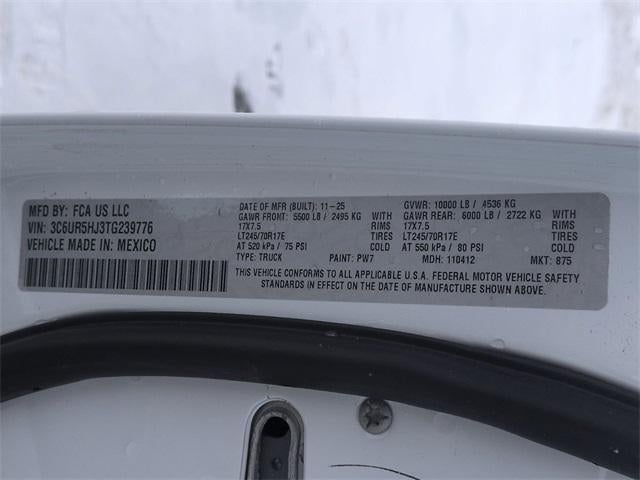 MFD BY: FCA US LLC
VIN: 3C6UR5HJ3TG239776
VEHICLE MADE IN: MEXICO
DATE OF MFR (BUILT): 11-25
GAWR FRONT: 5500 LB / 2495 KG WITH
17X7.5 RIMS
LT245/70R17E TIRES
AT 520 kPa / 75 PSI COLD
TYPE: TRUCK PAINT: PW7
GVWR: 10000 LB / 4536 KG
GAWR REAR: 6000 LB / 2722 KG WITH
17X7.5 RIMS
LT245/70R17E TIRES
AT 550 kPa / 80 PSI COLD
MDH: 110412 MKT: 875
THIS VEHICLE CONFORMS TO ALL APPLICABLE U.S.A. FEDERAL MOTOR VEHICLE SAFETY
STANDARDS IN EFFECT ON THE DATE OF MANUFACTURE SHOWN ABOVE.